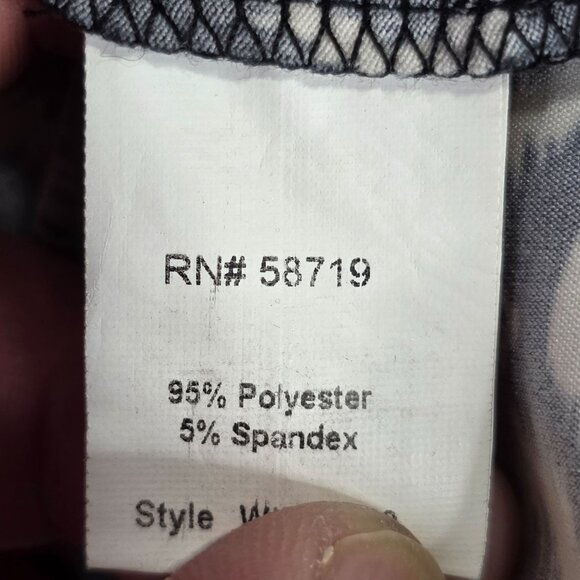 RN# 58719
95% Polyester
5% Spandex
Style